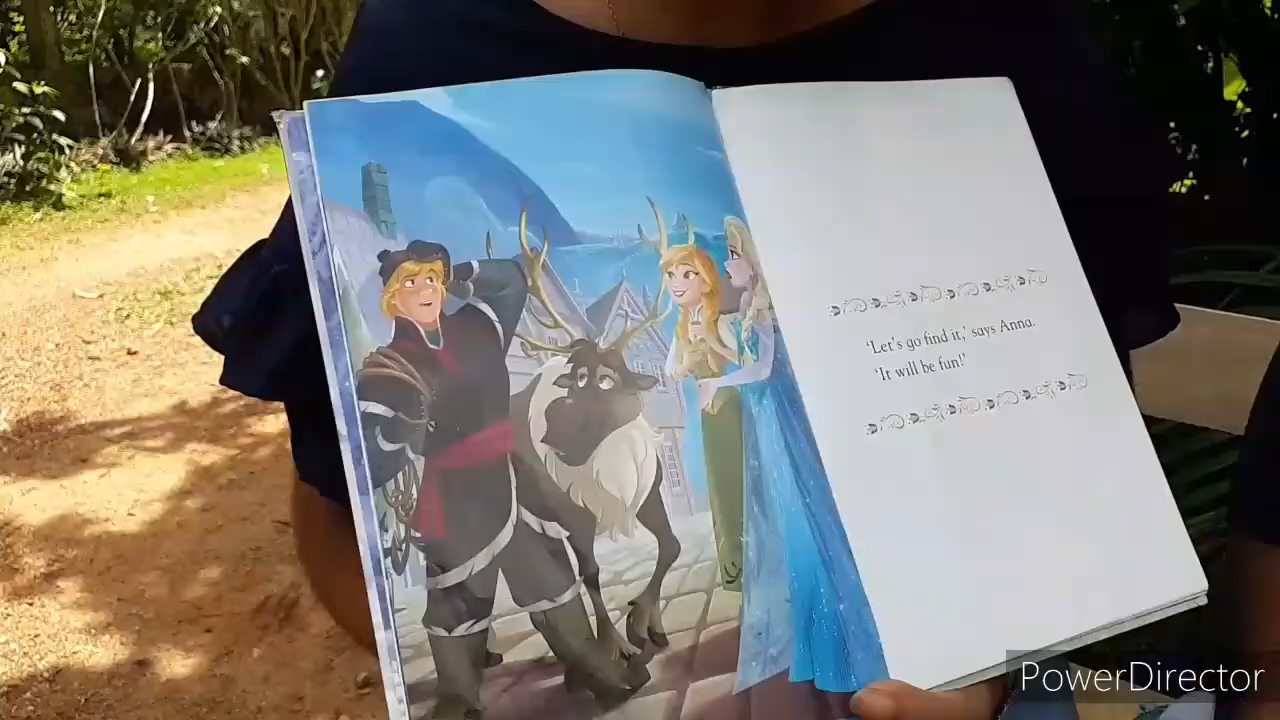 'Let's go find it,' says Anna.
'It will be fun!'
PowerDirector